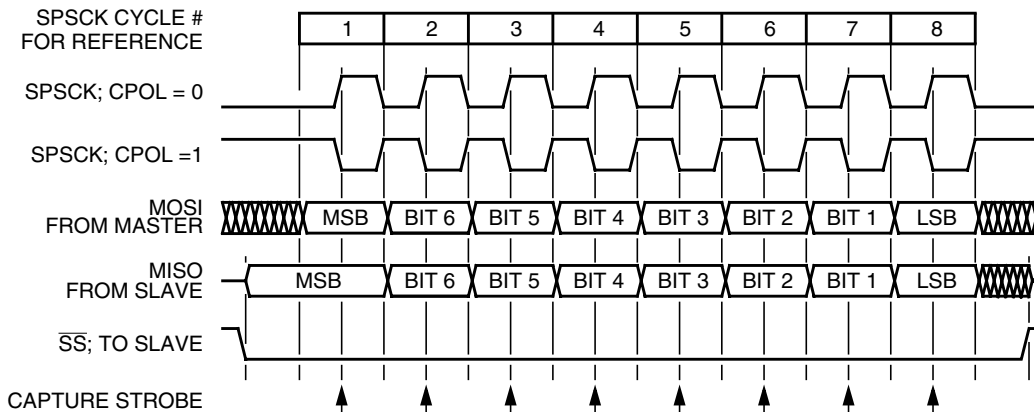 SPSCK CYCLE #
FOR REFERENCE
1 2 3 4 5 6 7 8
SPSCK; CPOL = 0
SPSCK; CPOL =1
MOSI
FROM MASTER
MSB BIT 6 BIT 5 BIT 4 BIT 3 BIT 2 BIT 1 LSB
MISO
FROM SLAVE
MSB BIT 6 BIT 5 BIT 4 BIT 3 BIT 2 BIT 1 LSB
SS; TO SLAVE
CAPTURE STROBE